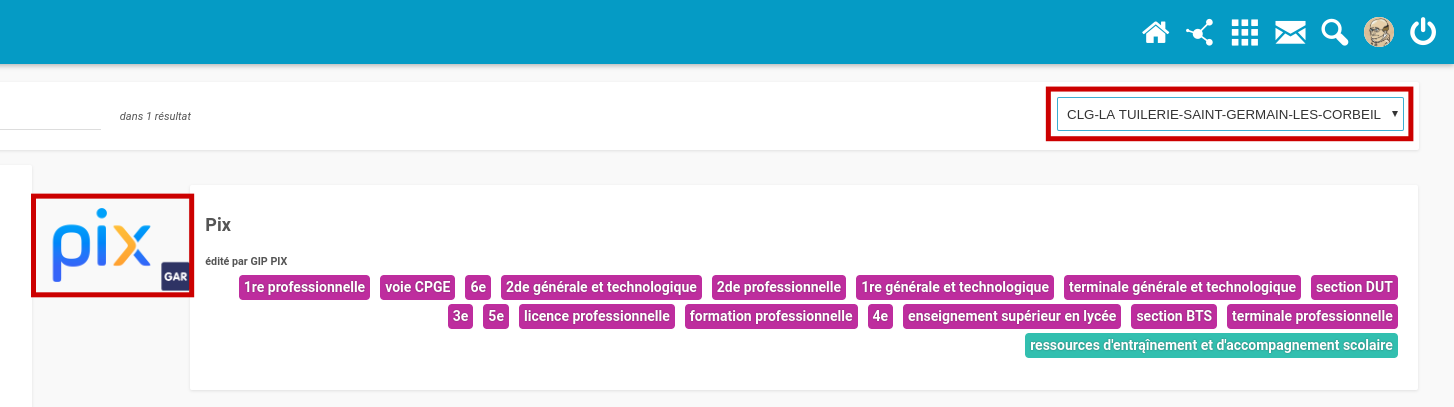 dans 1 résultat
CLG-LA TUILERIE-SAINT-GERMAIN-LES-CORBEIL
pix
GAR
Pix
édité par GIP PIX
1re professionnelle voie CPGE 6e 2de générale et technologique 2de professionnelle 1re générale et technologique terminale générale et technologique section DUT
3e 5e licence professionnelle formation professionnelle 4e enseignement supérieur en lycée section BTS terminale professionnelle
ressources d'entraînement et d'accompagnement scolaire